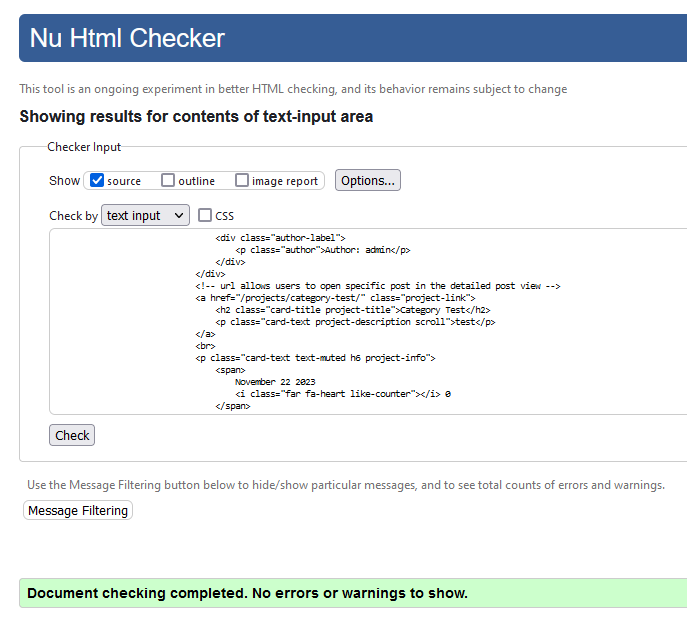 Nu Html Checker
This tool is an ongoing experiment in better HTML checking, and its behavior remains subject to change
Showing results for contents of text-input area
Checker Input
Show source outline image report Options...
Check by text input CSS
<div class="author-label">
<p class="author">Author: admin</p>
</div>
</div>
<!-- url allows users to open specific post in the detailed post view -->
<a href="/projects/category-test/" class="project-link">
<h2 class="card-title project-title">Category Test</h2>
<p class="card-text project-description scroll">test</p>
</a>
<br>
<p class="card-text text-muted h6 project-info">
<span>
November 22 2023
<i class="far fa-heart like-counter"></i> 0
</span>
Check
Use the Message Filtering button below to hide/show particular messages, and to see total counts of errors and warnings.
Message Filtering
Document checking completed. No errors or warnings to show.